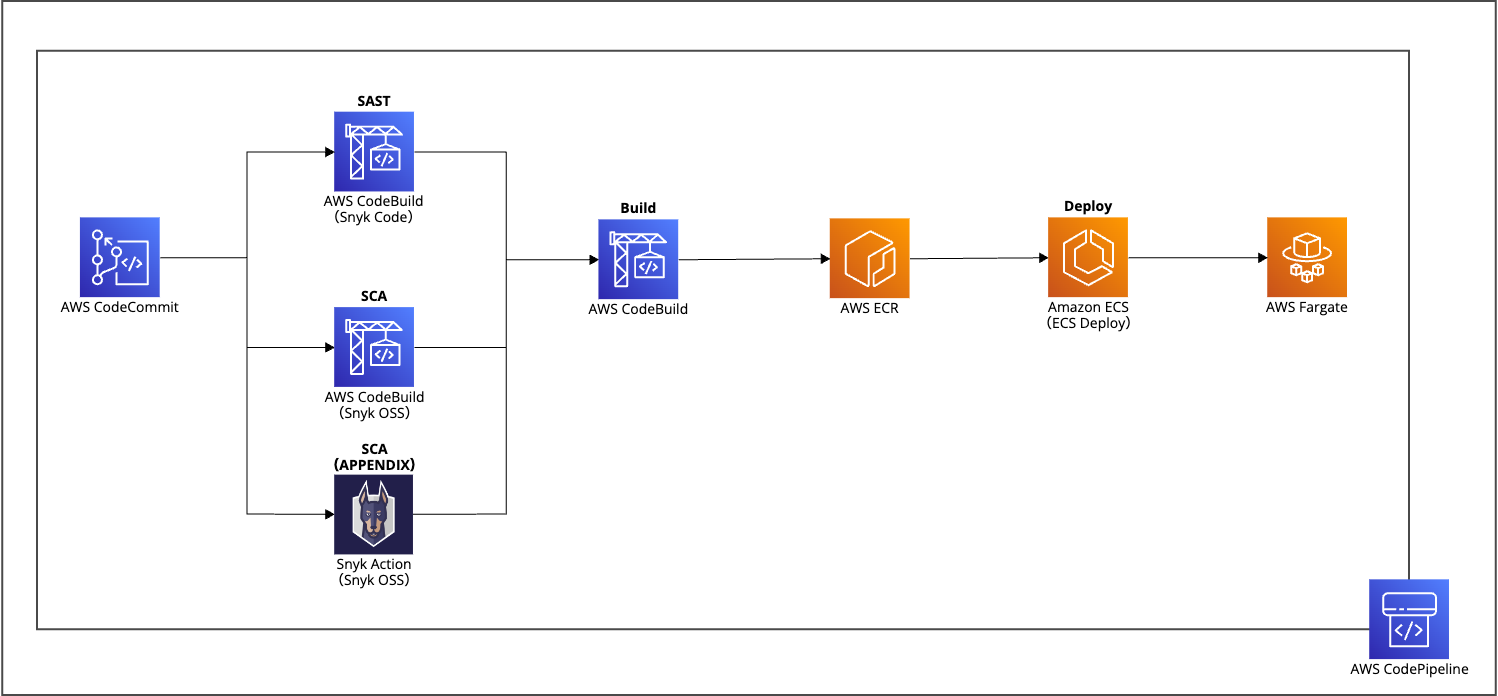 SAST
AWS CodeBuild
(Snyk Code)
AWS CodeCommit
SCA
AWS CodeBuild
(Snyk OSS)
SCA
(APPENDIX)
Snyk Action
(Snyk OSS)
Build
AWS CodeBuild
AWS ECR
Deploy
Amazon ECS
(ECS Deploy)
AWS Fargate
AWS CodePipeline